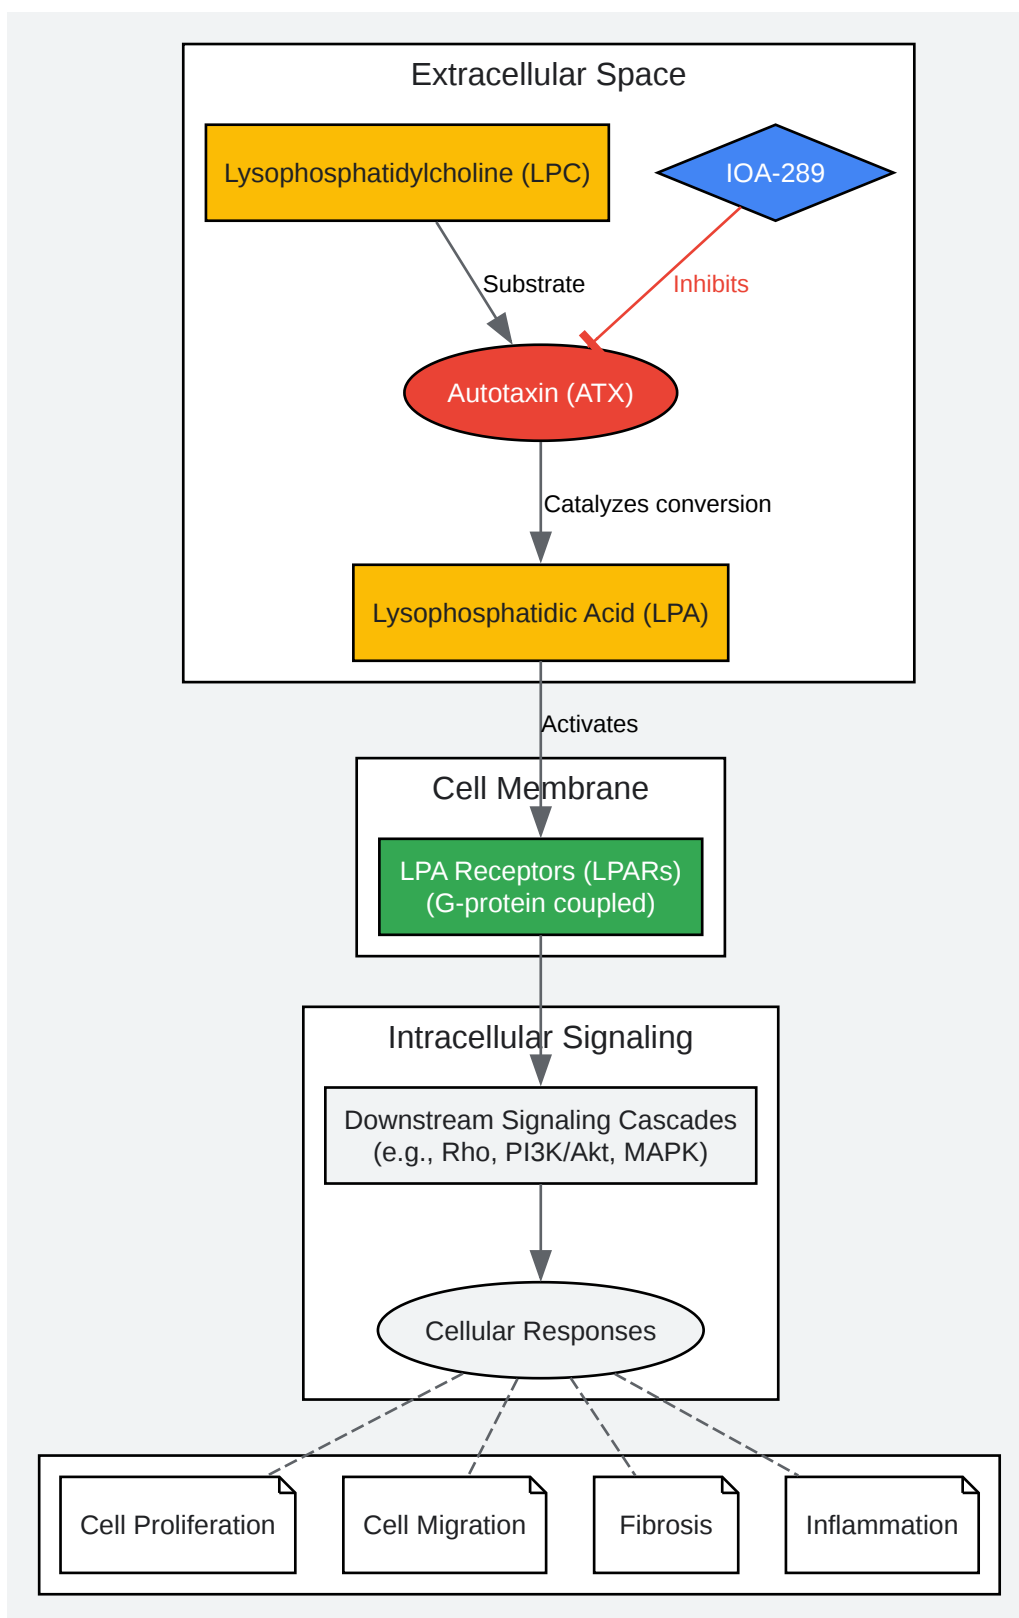 Extracellular Space
Lysophosphatidylcholine (LPC)
IOA-289
Substrate
Inhibits
Autotaxin (ATX)
Catalyzes conversion
Lysophosphatidic Acid (LPA)
Activates
Cell Membrane
LPA Receptors (LPARs)
(G-protein coupled)
Intracellular Signaling
Downstream Signaling Cascades
(e.g., Rho, PI3K/Akt, MAPK)
Cellular Responses
Cell Proliferation
Cell Migration
Fibrosis
Inflammation